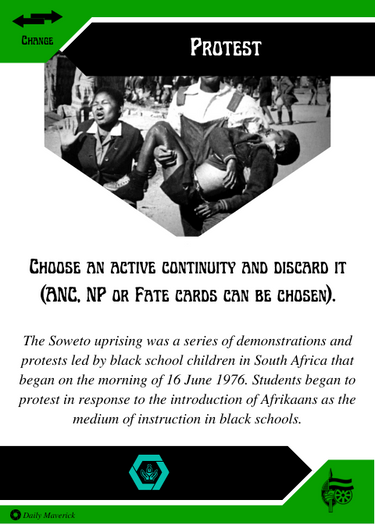 Change
Protest
Choose an active continuity and discard it
(ANC, NP or Fate cards can be chosen).
The Soweto uprising was a series of demonstrations and
protests led by black school children in South Africa that
began on the morning of 16 June 1976. Students began to
protest in response to the introduction of Afrikaans as the
medium of instruction in black schools.
Daily Maverick